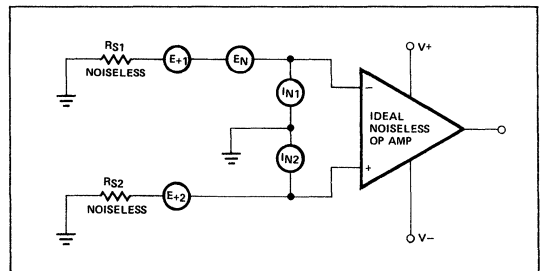 RS1
NOISELESS
E+1
EN
IN1
IN2
V+
−
IDEAL
NOISELESS
OP AMP
+
RS2
NOISELESS
E+2
V−